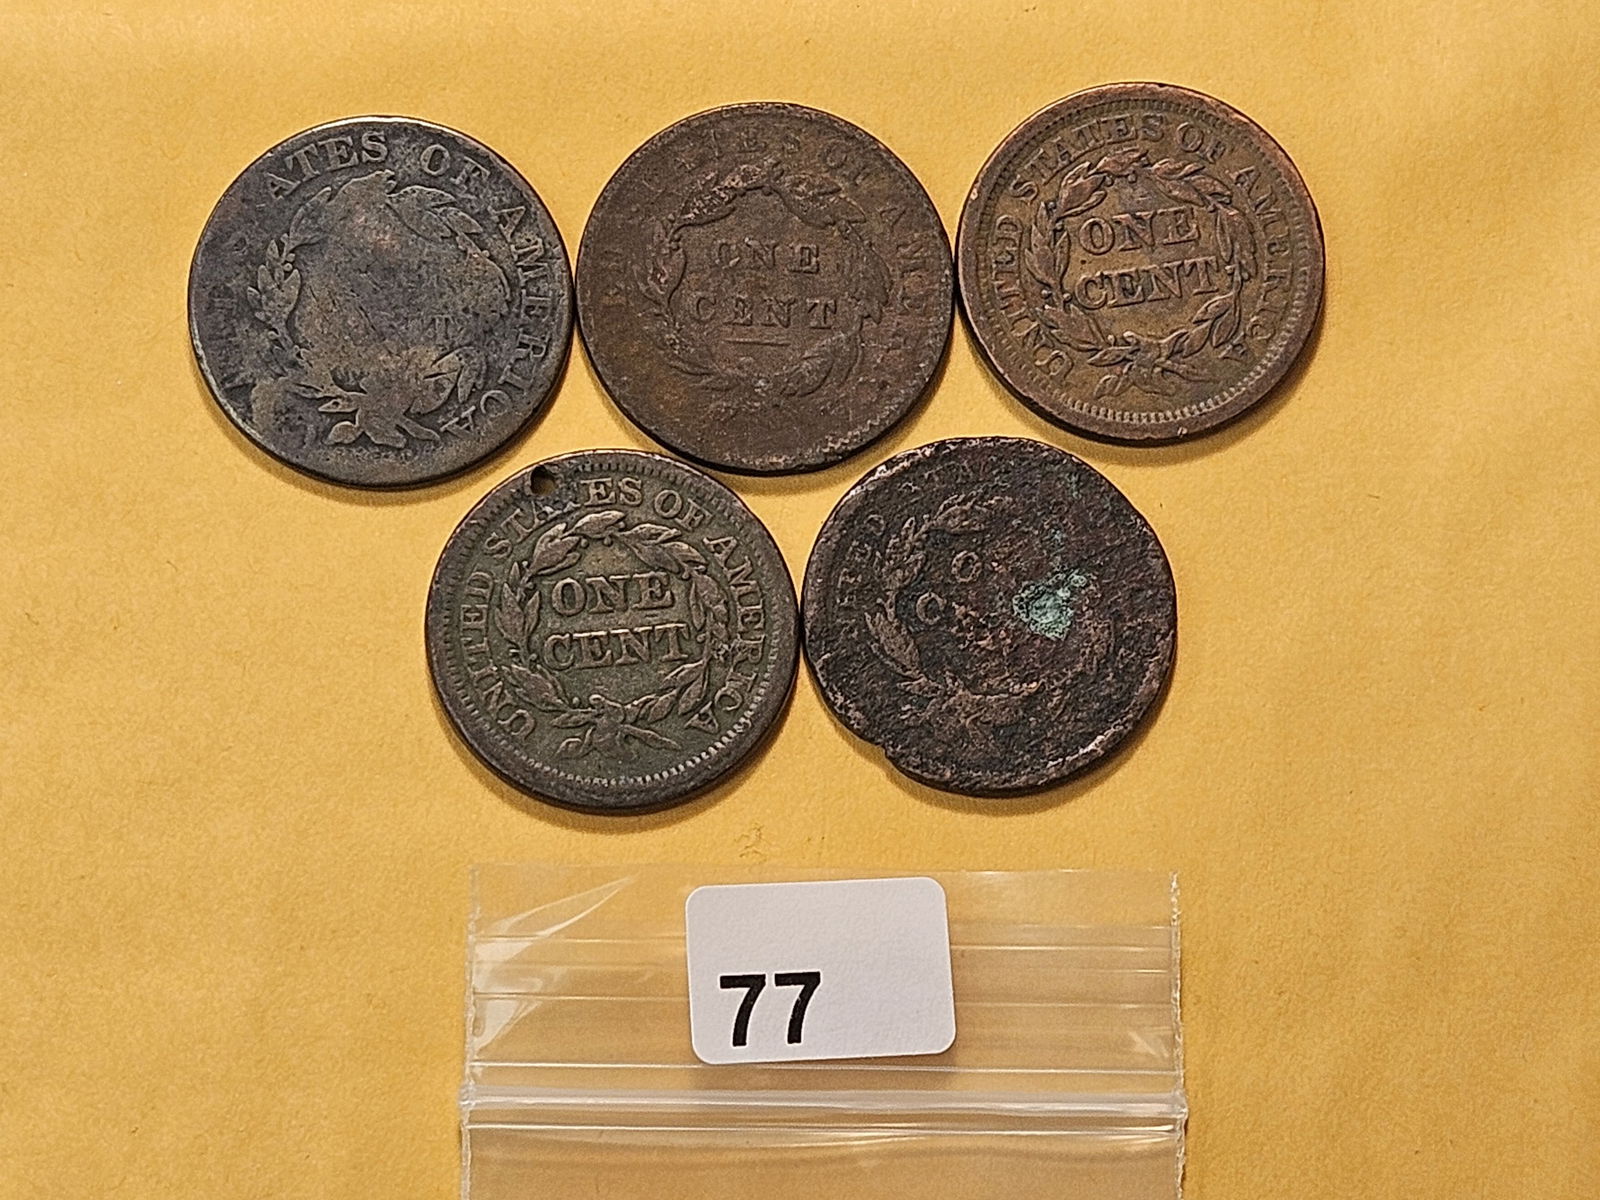 ATES OF AMERICA
TES OF AMER
ONE
CENT
UNITED STATES OF AMERICA
ONE
CENT
UNITED STATES OF AMERICA
ONE
CENT
77